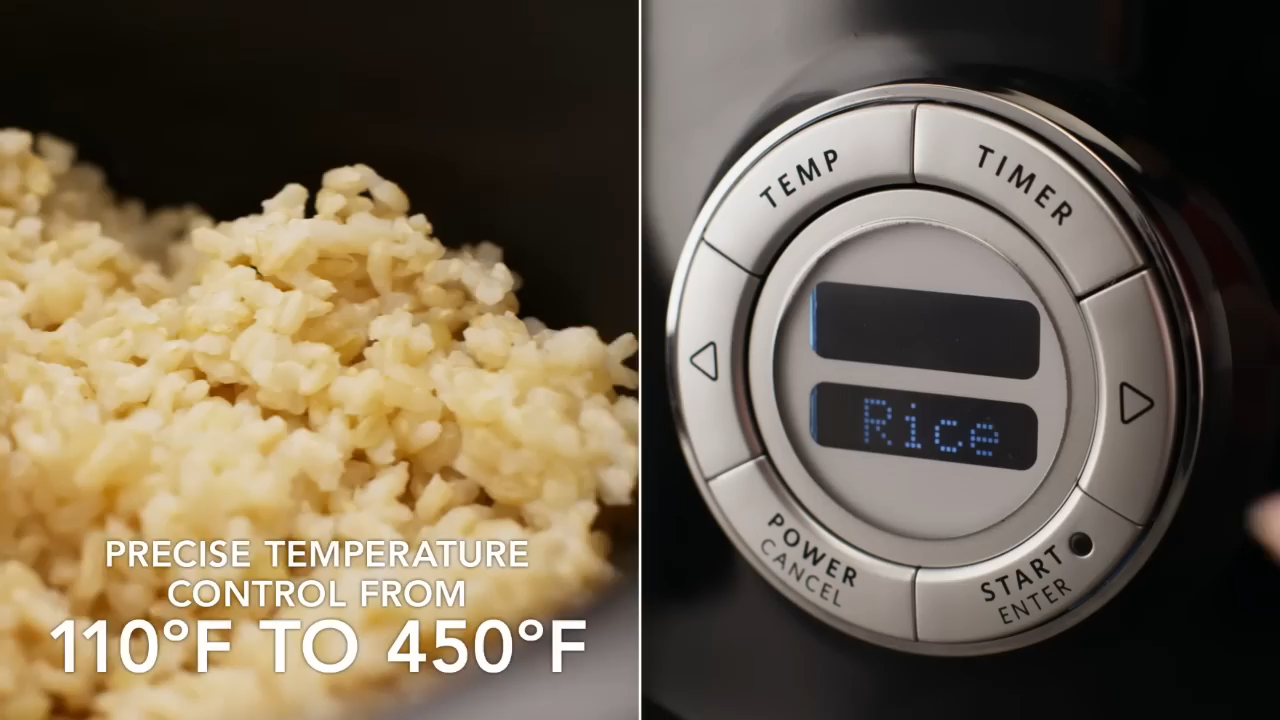 PRECISE TEMPERATURE
CONTROL FROM
110°F TO 450°F
TEMP
TIMER
Rice
POWER
CANCEL
START
ENTER